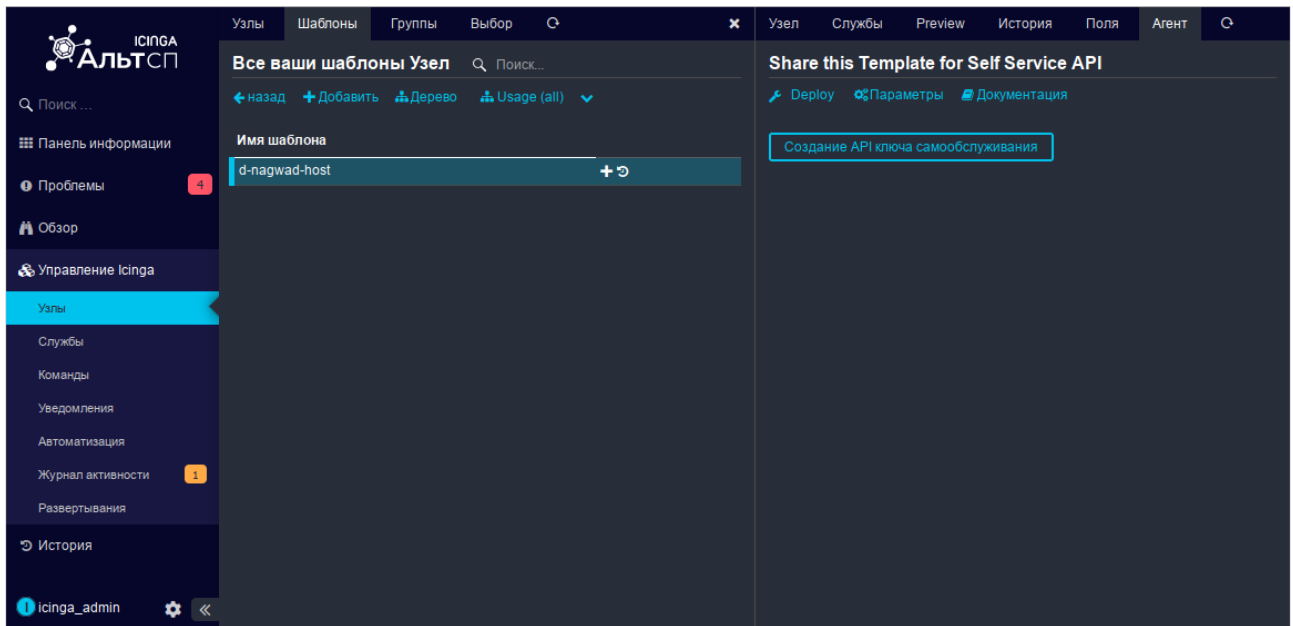 ICINGA
АльтСП
Поиск ...
Панель информации
Проблемы 4
Обзор
Управление Icinga
Узлы
Службы
Команды
Уведомления
Автоматизация
Журнал активности 1
Развертывания
История
icinga_admin
Узлы Шаблоны Группы Выбор
Все ваши шаблоны Узел Поиск...
назад Добавить Дерево Usage (all)
Имя шаблона
d-nagwad-host
Узел Службы Preview История Поля Агент
Share this Template for Self Service API
Deploy Параметры Документация
Создание API ключа самообслуживания